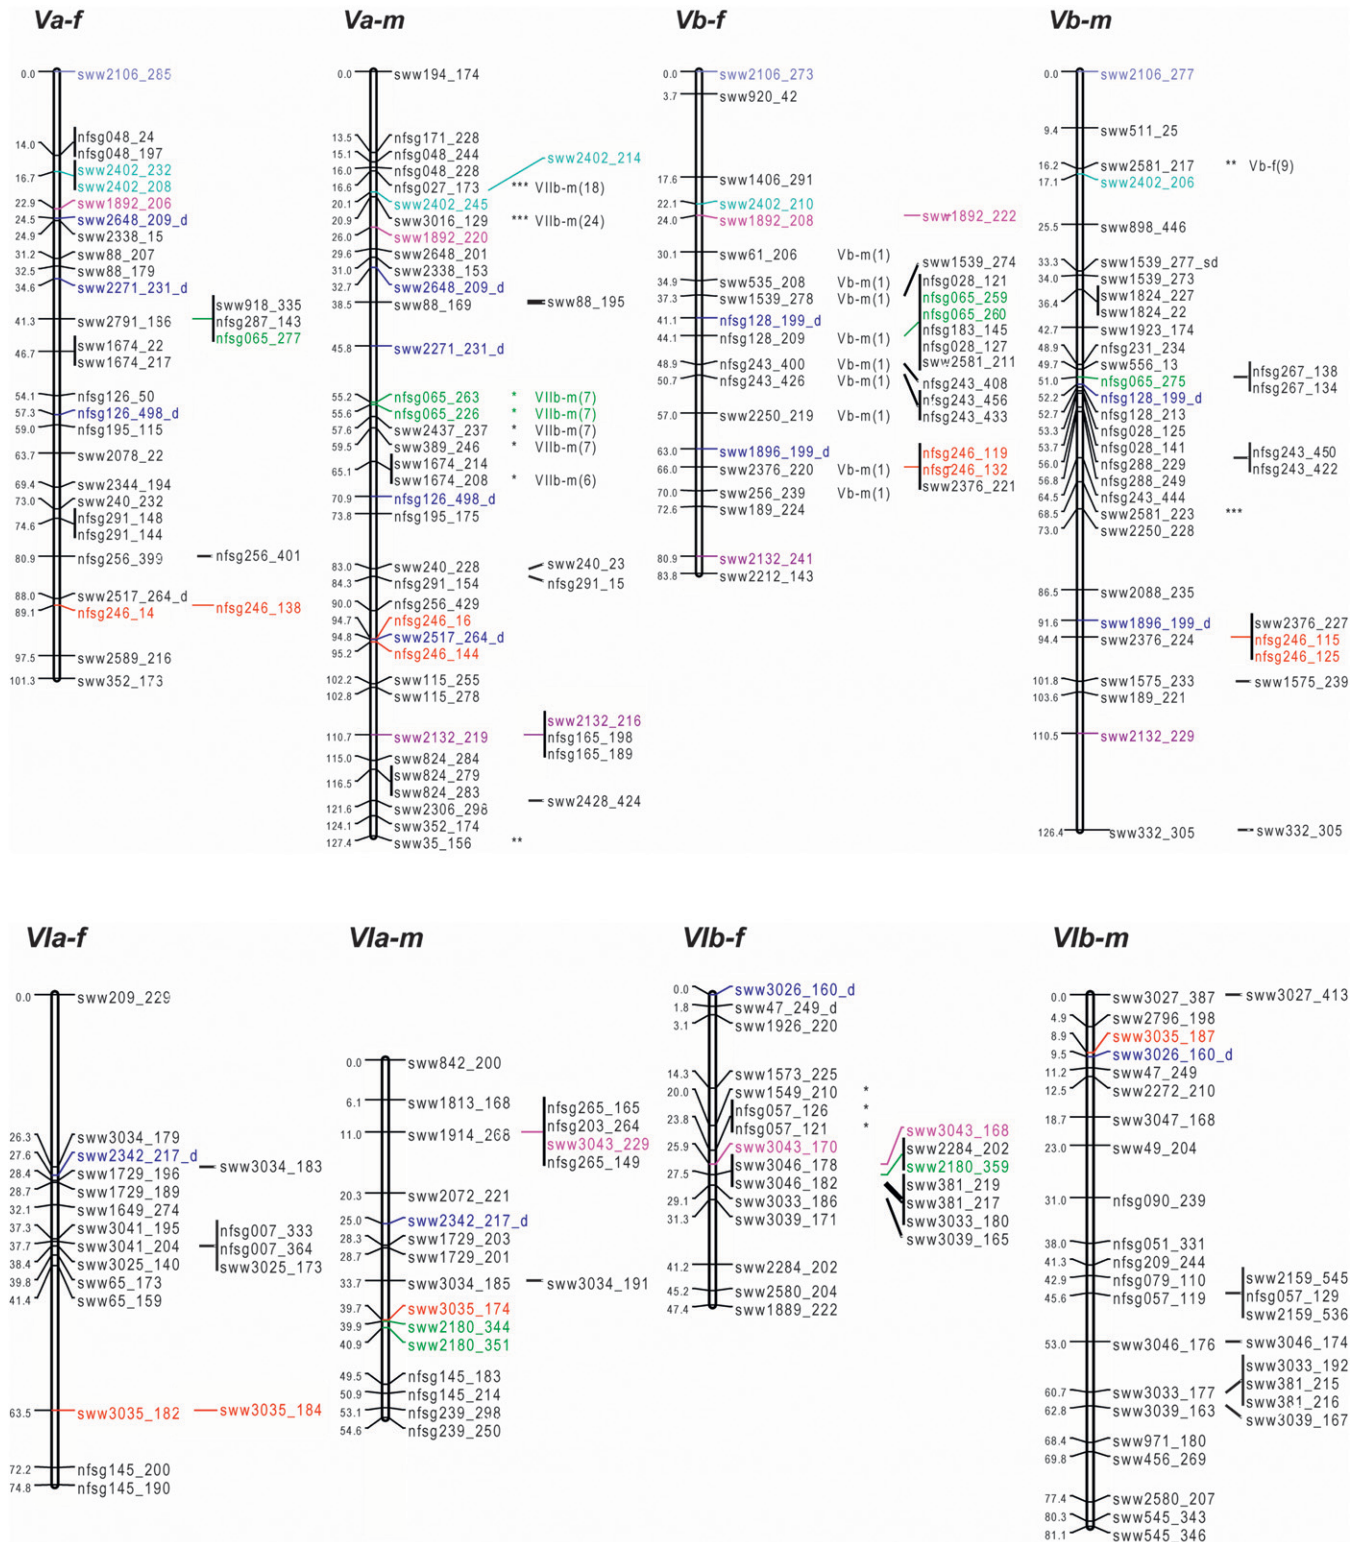 Va-f
0.0 sww2106_285
nfsg048_24
14.0 nfsg048_197
sww2402_232
16.7 sww2402_208
22.9 sww1892_206
24.5 sww2648_209_d
24.9 sww2338_15
31.2 sww88_207
32.5 sww88_179
34.6 sww2271_231_d
sww918_335
41.3 sww2791_186 nfsg287_143
nfsg065_277
sww1674_22
46.7 sww1674_217
54.1 nfsg126_50
57.3 nfsg126_498_d
59.0 nfsg195_115
63.7 sww2078_22
69.4 sww2344_194
73.0 sww240_232
nfsg291_148
74.6 nfsg291_144
80.9 nfsg256_399 nfsg256_401
88.0 sww2517_264_d
89.1 nfsg246_14 nfsg246_138
97.5 sww2589_216
101.3 sww352_173
Va-m
0.0 sww194_174
13.5 nfsg171_228
15.1 nfsg048_244 sww2402_214
16.0 nfsg048_228
16.6 nfsg027_173 *** VIIb-m(18)
20.1 sww2402_245
20.9 sww3016_129 *** VIIb-m(24)
26.0 sww1892_220
29.6 sww2648_201
31.0 sww2338_153
32.7 sww2648_209_d
38.5 sww88_169 sww88_195
45.8 sww2271_231_d
55.2 nfsg065_263 * VIIb-m(7)
55.6 nfsg065_226 * VIIb-m(7)
57.6 sww2437_237 * VIIb-m(7)
59.5 sww389_246 * VIIb-m(7)
sww1674_214
65.1 sww1674_208 * VIIb-m(6)
70.9 nfsg126_498_d
73.8 nfsg195_175
83.0 sww240_228 sww240_23
84.3 nfsg291_154 nfsg291_15
90.0 nfsg256_429
94.7 nfsg246_16
94.8 sww2517_264_d
95.2 nfsg246_144
102.2 sww115_255
102.8 sww115_278
sww2132_216
110.7 sww2132_219 nfsg165_198
nfsg165_189
115.0 sww824_284
sww824_279
116.5 sww824_283
121.6 sww2306_298 sww2428_424
124.1 sww352_174
127.4 sww35_156 **
Vb-f
0.0 sww2106_273
3.7 sww920_42
17.6 sww1406_291
22.1 sww2402_210
24.0 sww1892_208 sww1892_222
30.1 sww61_206 Vb-m(1)
34.9 sww535_208 Vb-m(1)
37.3 sww1539_278 Vb-m(1)
41.1 nfsg128_199_d
44.1 nfsg128_209 Vb-m(1)
48.9 nfsg243_400 Vb-m(1)
50.7 nfsg243_426 Vb-m(1)
57.0 sww2250_219 Vb-m(1)
63.0 sww1896_199_d
66.0 sww2376_220 Vb-m(1)
70.0 sww256_239 Vb-m(1)
72.6 sww189_224
80.9 sww2132_241
83.8 sww2212_143
sww1539_274
nfsg028_121
nfsg065_259
nfsg065_260
nfsg183_145
nfsg028_127
sww2581_211
nfsg243_408
nfsg243_456
nfsg243_433
nfsg246_119
nfsg246_132
sww2376_221
Vb-m
0.0 sww2106_277
9.4 sww511_25
16.2 sww2581_217 ** Vb-f(9)
17.1 sww2402_206
25.5 sww898_446
33.3 sww1539_277_sd
34.0 sww1539_273
sww1824_227
36.4 sww1824_22
42.7 sww1923_174
48.9 nfsg231_234
49.7 sww556_13 nfsg267_138
51.0 nfsg065_275 nfsg267_134
52.2 nfsg128_199_d
52.7 nfsg128_213
53.3 nfsg028_125
53.7 nfsg028_141 nfsg243_450
56.0 nfsg288_229 nfsg243_422
56.8 nfsg288_249
64.5 nfsg243_444
68.5 sww2581_223 ***
73.0 sww2250_228
86.5 sww2088_235
91.6 sww1896_199_d sww2376_227
94.4 sww2376_224 nfsg246_115
nfsg246_125
101.8 sww1575_233 sww1575_239
103.6 sww189_221
110.5 sww2132_229
126.4 sww332_305 sww332_305
VIa-f
0.0 sww209_229
26.3 sww3034_179
27.6 sww2342_217_d
28.4 sww1729_196 sww3034_183
28.7 sww1729_189
32.1 sww1649_274
37.3 sww3041_195 nfsg007_333
37.7 sww3041_204 nfsg007_364
38.4 sww3025_140 sww3025_173
39.8 sww65_173
41.4 sww65_159
63.5 sww3035_182 sww3035_184
72.2 nfsg145_200
74.8 nfsg145_190
VIa-m
0.0 sww842_200
6.1 sww1813_168 nfsg265_165
nfsg203_264
11.0 sww1914_268 sww3043_229
nfsg265_149
20.3 sww2072_221
25.0 sww2342_217_d
28.3 sww1729_203
28.7 sww1729_201
33.7 sww3034_185 sww3034_191
39.7 sww3035_174
39.9 sww2180_344
40.9 sww2180_351
49.5 nfsg145_183
50.9 nfsg145_214
53.1 nfsg239_298
54.6 nfsg239_250
VIb-f
0.0 sww3026_160_d
1.8 sww47_249_d
3.1 sww1926_220
14.3 sww1573_225
20.0 sww1549_210 *
nfsg057_126 *
23.8 nfsg057_121 *
25.9 sww3043_170
sww3046_178
27.5 sww3046_182
29.1 sww3033_186
31.3 sww3039_171
41.2 sww2284_202
45.2 sww2580_204
47.4 sww1889_222
sww3043_168
sww2284_202
sww2180_359
sww381_219
sww381_217
sww3033_180
sww3039_165
VIb-m
0.0 sww3027_387 sww3027_413
4.9 sww2796_198
8.9 sww3035_187
9.5 sww3026_160_d
11.2 sww47_249
12.5 sww2272_210
18.7 sww3047_168
23.0 sww49_204
31.0 nfsg090_239
38.0 nfsg051_331
41.3 nfsg209_244
42.9 nfsg079_110 sww2159_545
45.6 nfsg057_119 nfsg057_129
sww2159_536
53.0 sww3046_176 sww3046_174
sww3033_192
sww381_215
60.7 sww3033_177 sww381_216
62.8 sww3039_163 sww3039_167
68.4 sww971_180
69.8 sww456_269
77.4 sww2580_207
80.3 sww545_343
81.1 sww545_346